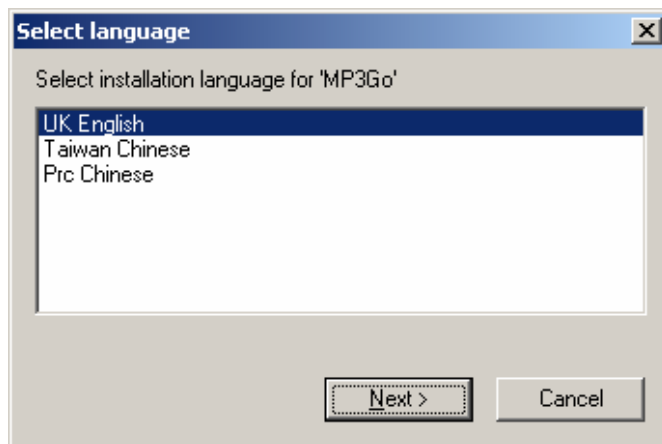 Select language
Select installation language for 'MP3Go'
UK English
Taiwan Chinese
Prc Chinese
Next >
Cancel